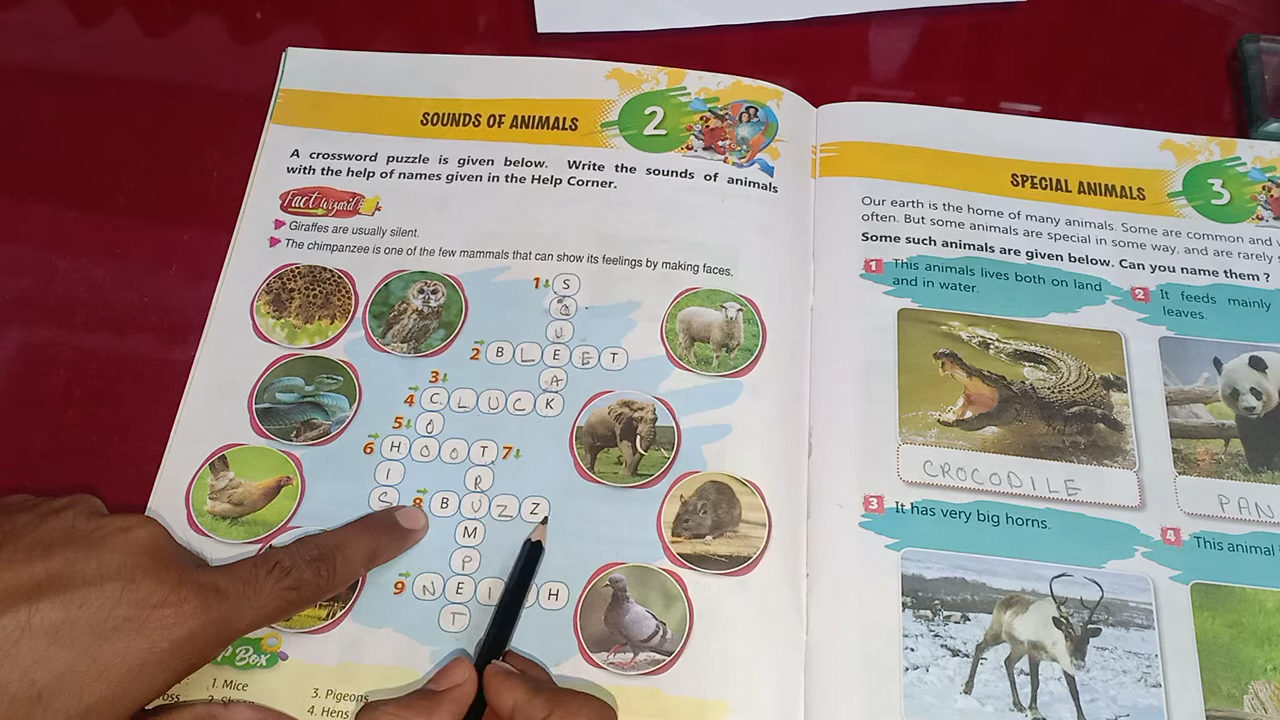 SOUNDS OF ANIMALS
2
A crossword puzzle is given below. Write the sounds of animals
with the help of names given in the Help Corner.
Fact wizard
Giraffes are usually silent.
The chimpanzee is one of the few mammals that can show its feelings by making faces.
1 S
Q
U
2 B L E E T
A
3
4 C L U C K
5 O
6 H O O T 7
I R
S 8 B U Z Z
M
P
9 N E I H
T
Box
1. Mice
3. Pigeons
4. Hens
SPECIAL ANIMALS
3
Our earth is the home of many animals. Some are common and
often. But some animals are special in some way, and are rarely
Some such animals are given below. Can you name them ?
1 This animal lives both on land
and in water.
2 It feeds mainly
leaves.
CROCODILE
PAN
3 It has very big horns.
4 This animal